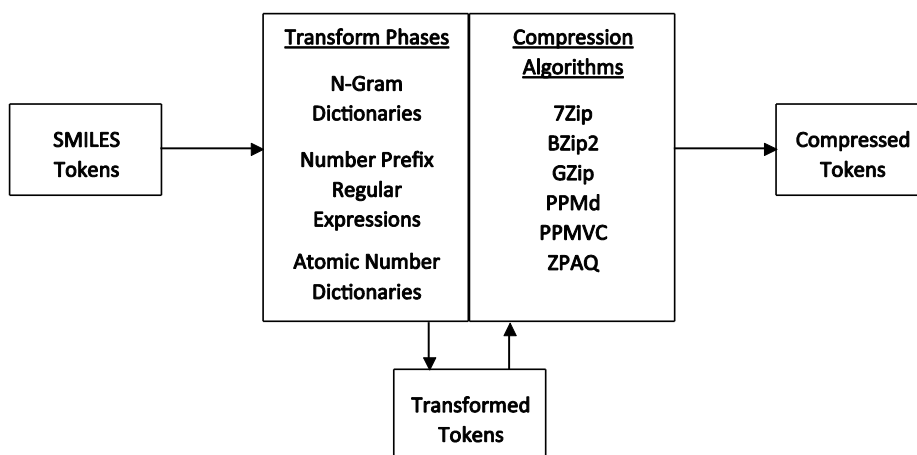 SMILES
Tokens
Transform Phases
N-Gram
Dictionaries
Number Prefix
Regular
Expressions
Atomic Number
Dictionaries
Compression
Algorithms
7Zip
BZip2
GZip
PPMd
PPMVC
ZPAQ
Compressed
Tokens
Transformed
Tokens